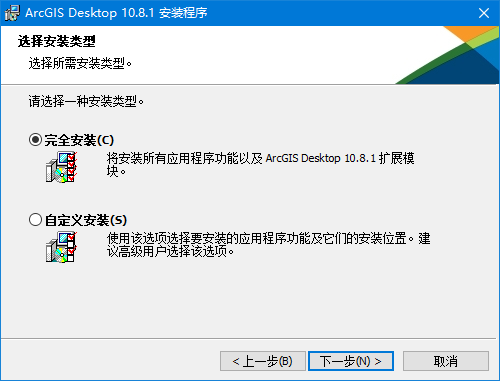 ArcGIS Desktop 10.8.1 安装程序
选择安装类型
选择所需安装类型。
请选择一种安装类型。
完全安装(C)
将安装所有应用程序功能以及 ArcGIS Desktop 10.8.1 扩展模
块。
自定义安装(S)
使用该选项选择要安装的应用程序功能及它们的安装位置。建
议高级用户选择该选项。
< 上一步(B) 下一步(N) > 取消